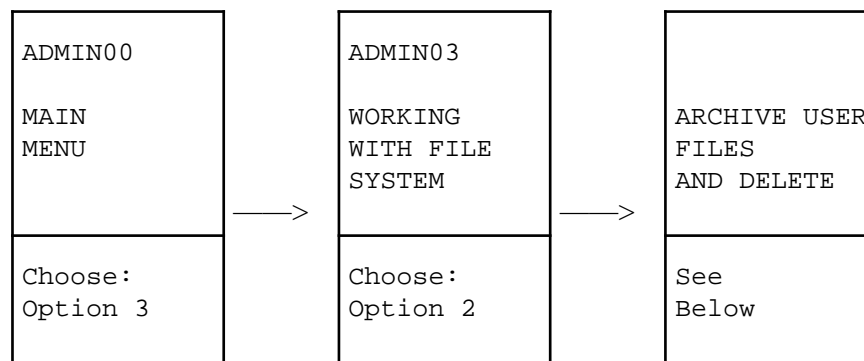 ADMIN00
MAIN
MENU
Choose:
Option 3
ADMIN03
WORKING
WITH FILE
SYSTEM
Choose:
Option 2
ARCHIVE USER
FILES
AND DELETE
See
Below